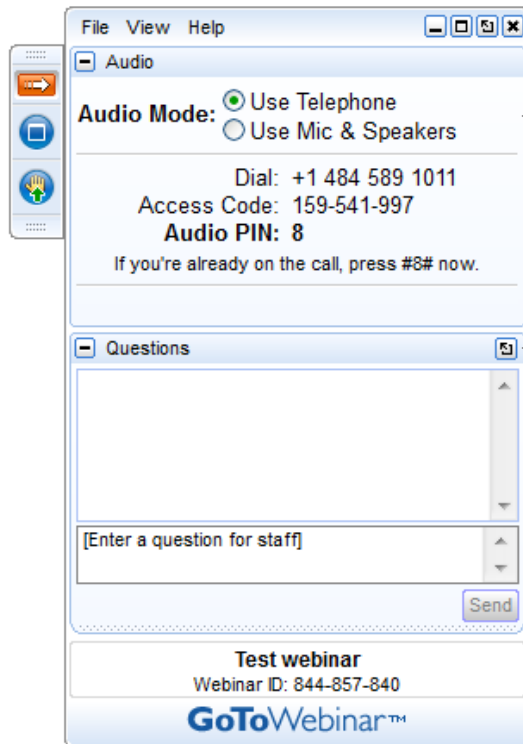 File View Help
Audio
Audio Mode: Use Telephone
Use Mic & Speakers
Dial: +1 484 589 1011
Access Code: 159-541-997
Audio PIN: 8
If you're already on the call, press #8# now.
Questions
[Enter a question for staff]
Send
Test webinar
Webinar ID: 844-857-840
GoToWebinar™